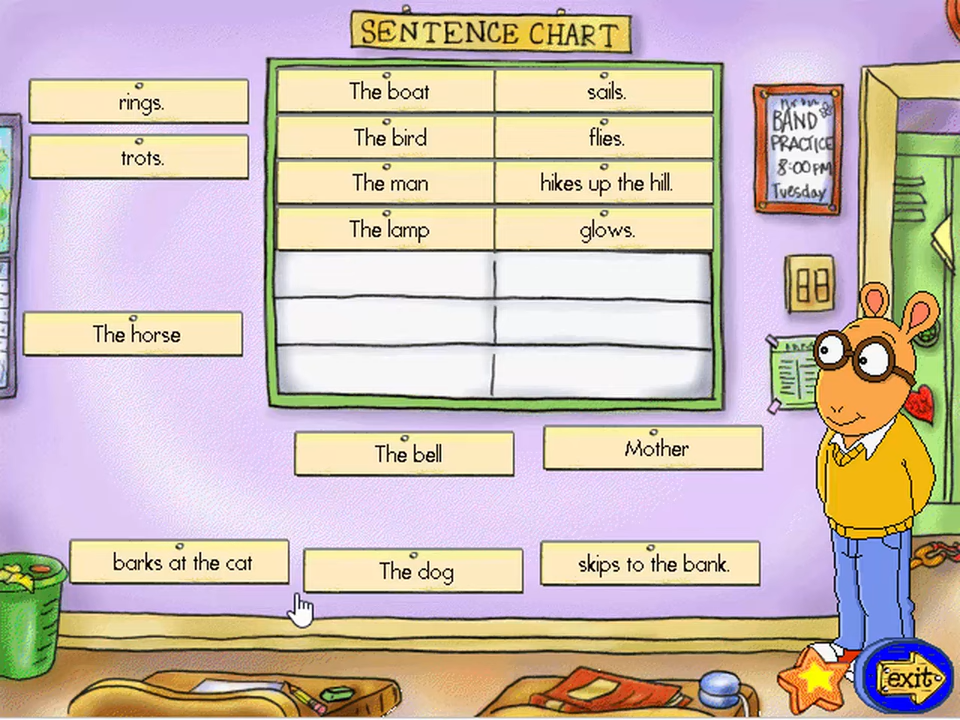 SENTENCE CHART
rings.
trots.
The boat sails.
The bird flies.
The man hikes up the hill.
The lamp glows.
BAND
PRACTICE
8:00 PM
Tuesday
The horse
The bell
Mother
barks at the cat
The dog
skips to the bank.
exit